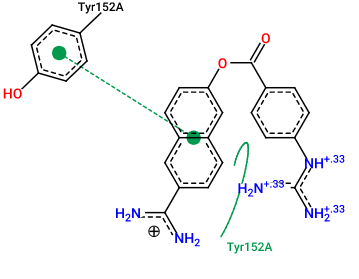 Tyr152A
HO
O
O
NH+.33
H2N+.33
NH2+.33
H2N
NH2
Tyr152A